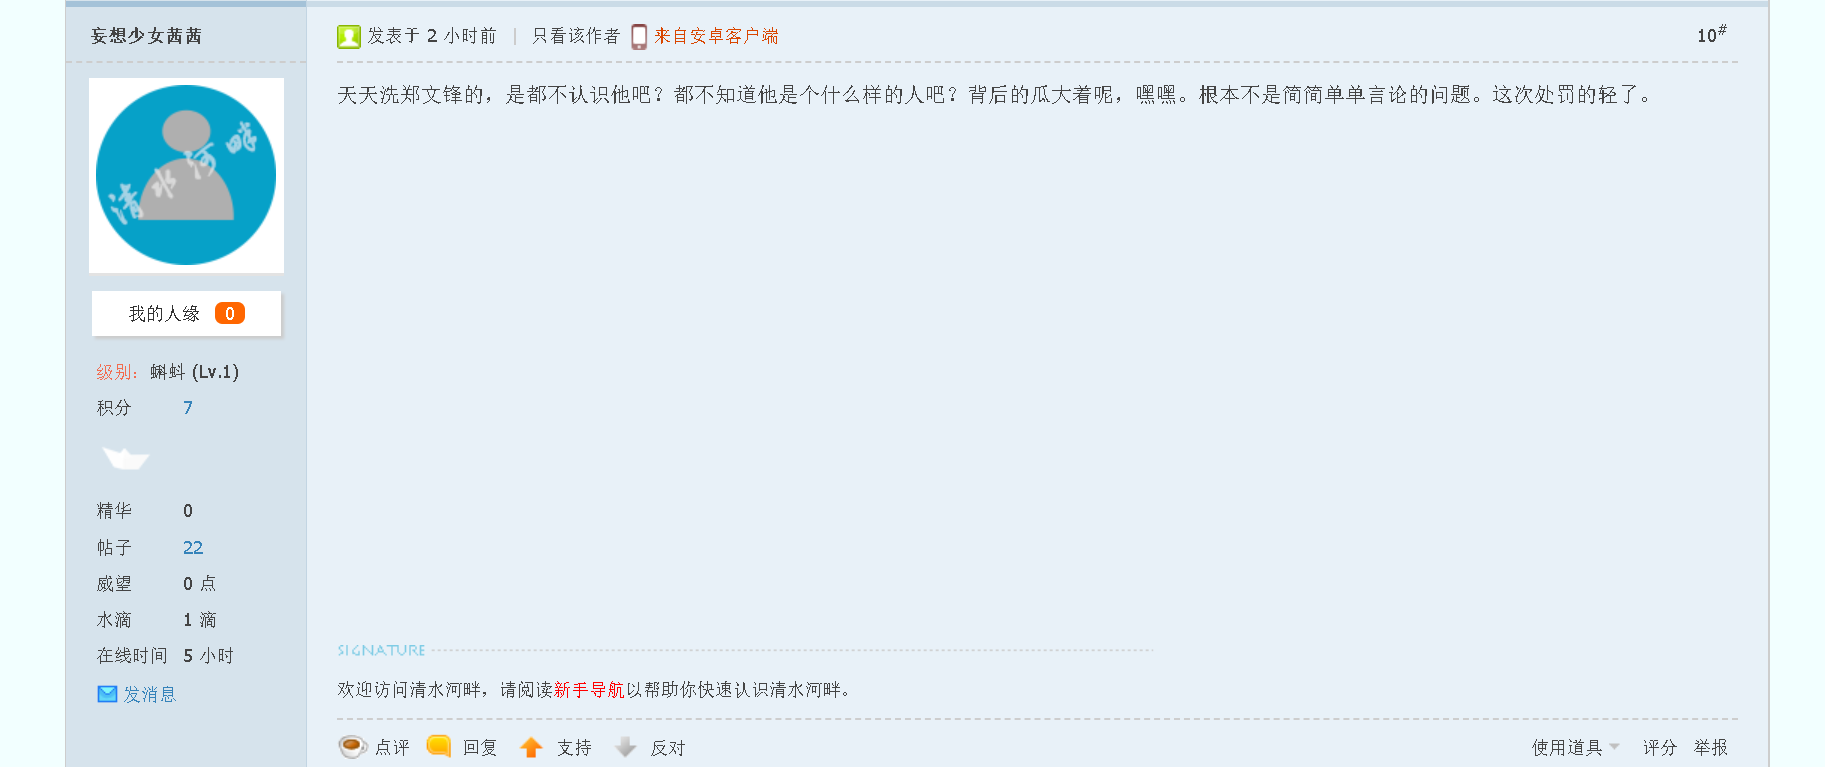 妄想少女茜茜
发表于 2 小时前 | 只看该作者 来自安卓客户端
10#
天天洗郑文锋的，是都不认识他吧？都不知道他是个什么样的人吧？背后的瓜大着呢，嘿嘿。根本不是简简单单言论的问题。这次处罚的轻了。
清水河畔
我的人缘 0
级别：蝌蚪 (Lv.1)
积分 7
精华 0
帖子 22
威望 0 点
水滴 1 滴
在线时间 5 小时
发消息
SIGNATURE
欢迎访问清水河畔，请阅读新手导航以帮助你快速认识清水河畔。
点评 回复 支持 反对 使用道具 评分 举报